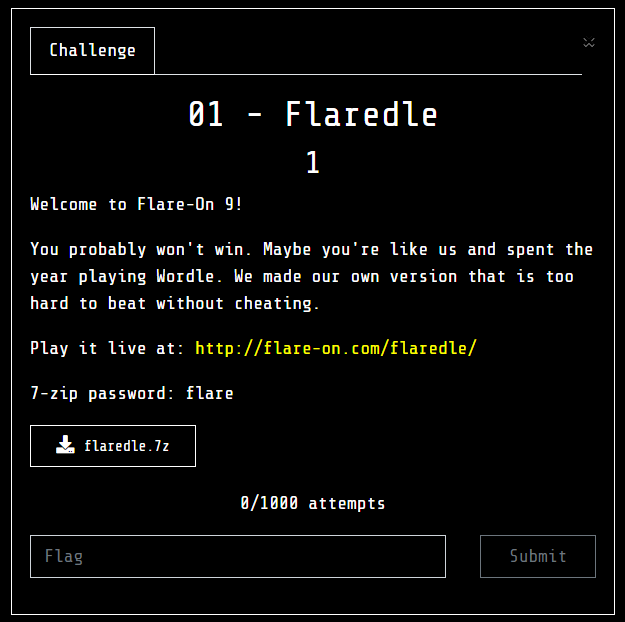 Challenge
01 - Flaredle
1
Welcome to Flare-On 9!
You probably won't win. Maybe you're like us and spent the
year playing Wordle. We made our own version that is too
hard to beat without cheating.
Play it live at: http://flare-on.com/flaredle/
7-zip password: flare
flaredle.7z
0/1000 attempts
Flag
Submit